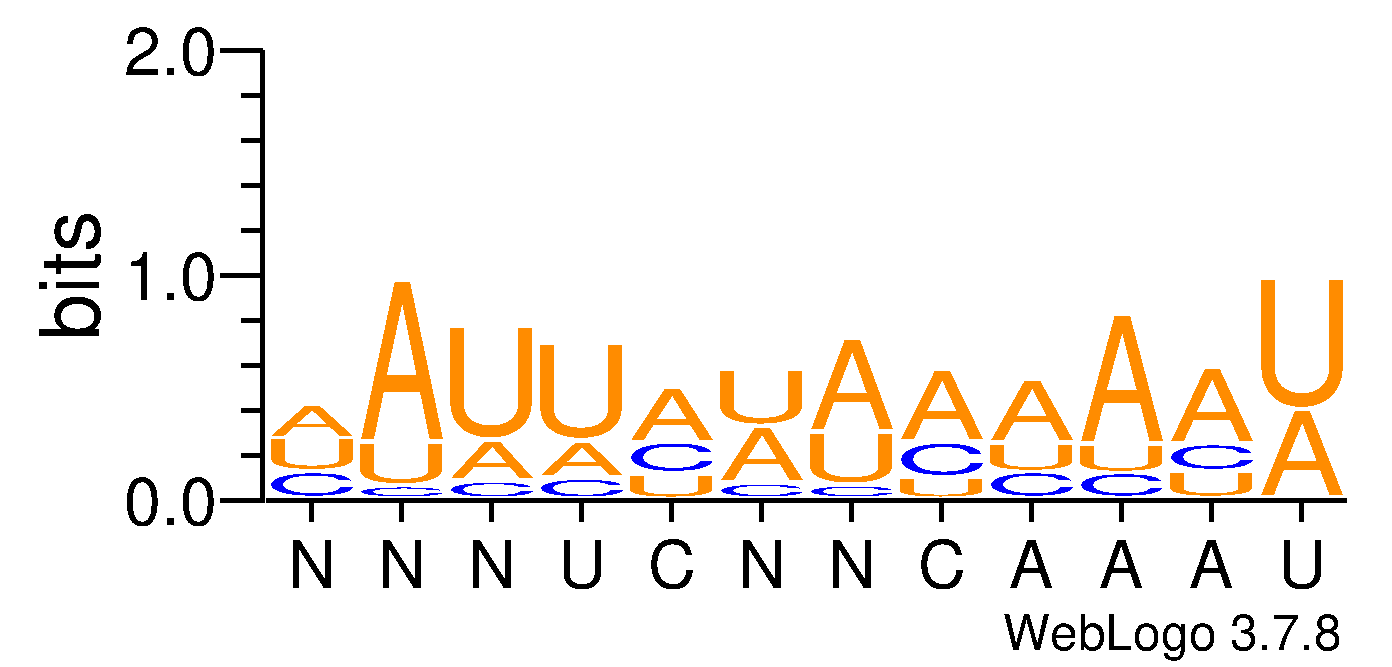 2.0
1.0
0.0
bits
A A U U A U A A A A A U
U U A A C A U C U U C A
C C C C U C C U C C U
N N N U C N N C A A A U
WebLogo 3.7.8